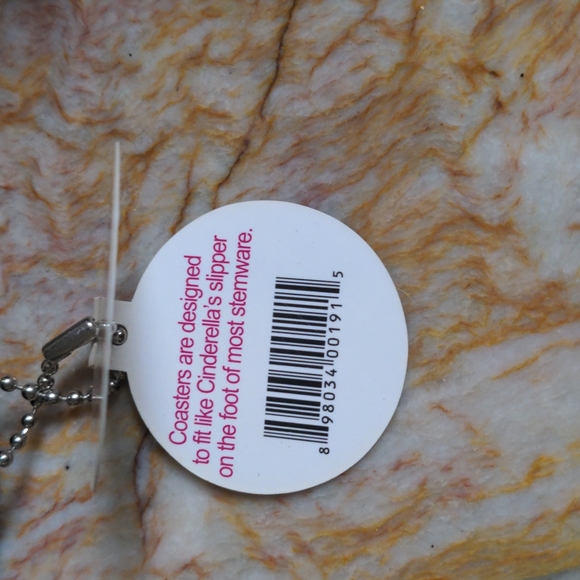 Coasters are designed
to fit like Cinderella's slipper
on the foot of most stemware.
8 98034 00191 5